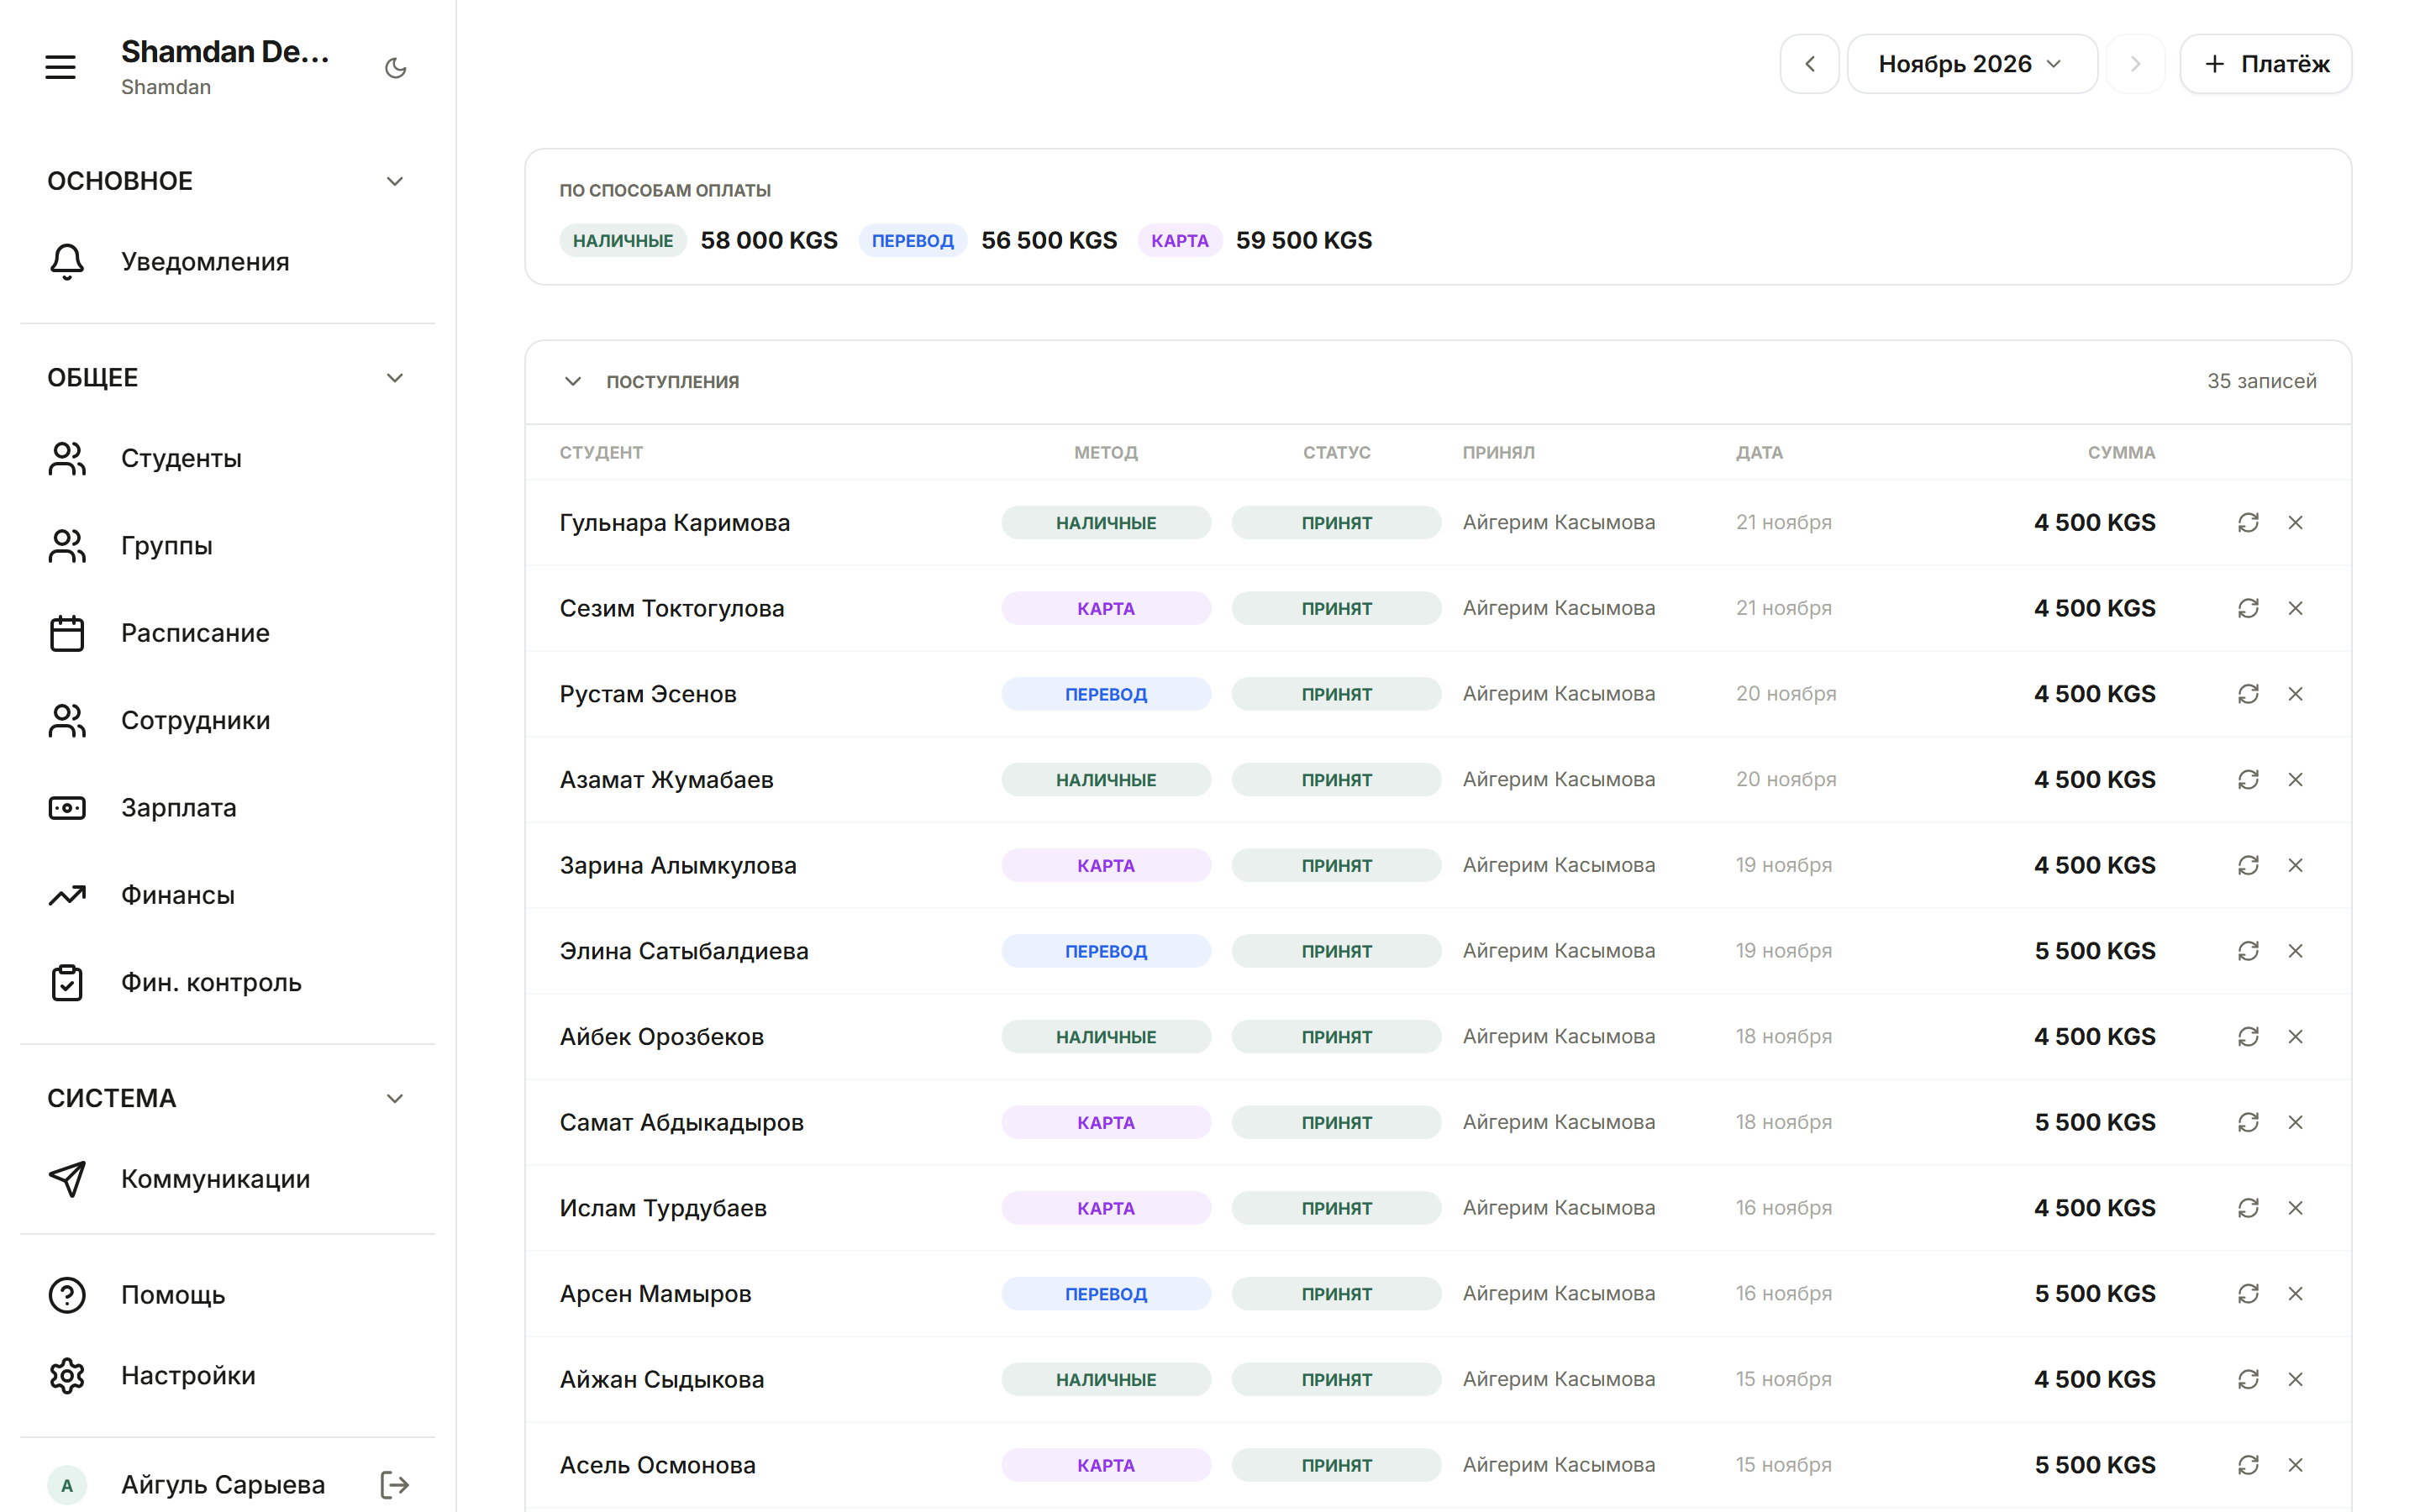 Shamdan De...
Shamdan
ОСНОВНОЕ
Уведомления
ОБЩЕЕ
Студенты
Группы
Расписание
Сотрудники
Зарплата
Финансы
Фин. контроль
СИСТЕМА
Коммуникации
Помощь
Настройки
А Айгуль Сарыева
Ноябрь 2026
+ Платёж
ПО СПОСОБАМ ОПЛАТЫ
НАЛИЧНЫЕ 58 000 KGS ПЕРЕВОД 56 500 KGS КАРТА 59 500 KGS
ПОСТУПЛЕНИЯ 35 записей
СТУДЕНТ МЕТОД СТАТУС ПРИНЯЛ ДАТА СУММА
Гульнара Каримова НАЛИЧНЫЕ ПРИНЯТ Айгерим Касымова 21 ноября 4 500 KGS
Сезим Токтогулова КАРТА ПРИНЯТ Айгерим Касымова 21 ноября 4 500 KGS
Рустам Эсенов ПЕРЕВОД ПРИНЯТ Айгерим Касымова 20 ноября 4 500 KGS
Азамат Жумабаев НАЛИЧНЫЕ ПРИНЯТ Айгерим Касымова 20 ноября 4 500 KGS
Зарина Алымкулова КАРТА ПРИНЯТ Айгерим Касымова 19 ноября 4 500 KGS
Элина Сатыбалдиева ПЕРЕВОД ПРИНЯТ Айгерим Касымова 19 ноября 5 500 KGS
Айбек Орозбеков НАЛИЧНЫЕ ПРИНЯТ Айгерим Касымова 18 ноября 4 500 KGS
Самат Абдыкадыров КАРТА ПРИНЯТ Айгерим Касымова 18 ноября 5 500 KGS
Ислам Турдубаев КАРТА ПРИНЯТ Айгерим Касымова 16 ноября 4 500 KGS
Арсен Мамыров ПЕРЕВОД ПРИНЯТ Айгерим Касымова 16 ноября 5 500 KGS
Айжан Сыдыкова НАЛИЧНЫЕ ПРИНЯТ Айгерим Касымова 15 ноября 4 500 KGS
Асель Осмонова КАРТА ПРИНЯТ Айгерим Касымова 15 ноября 5 500 KGS